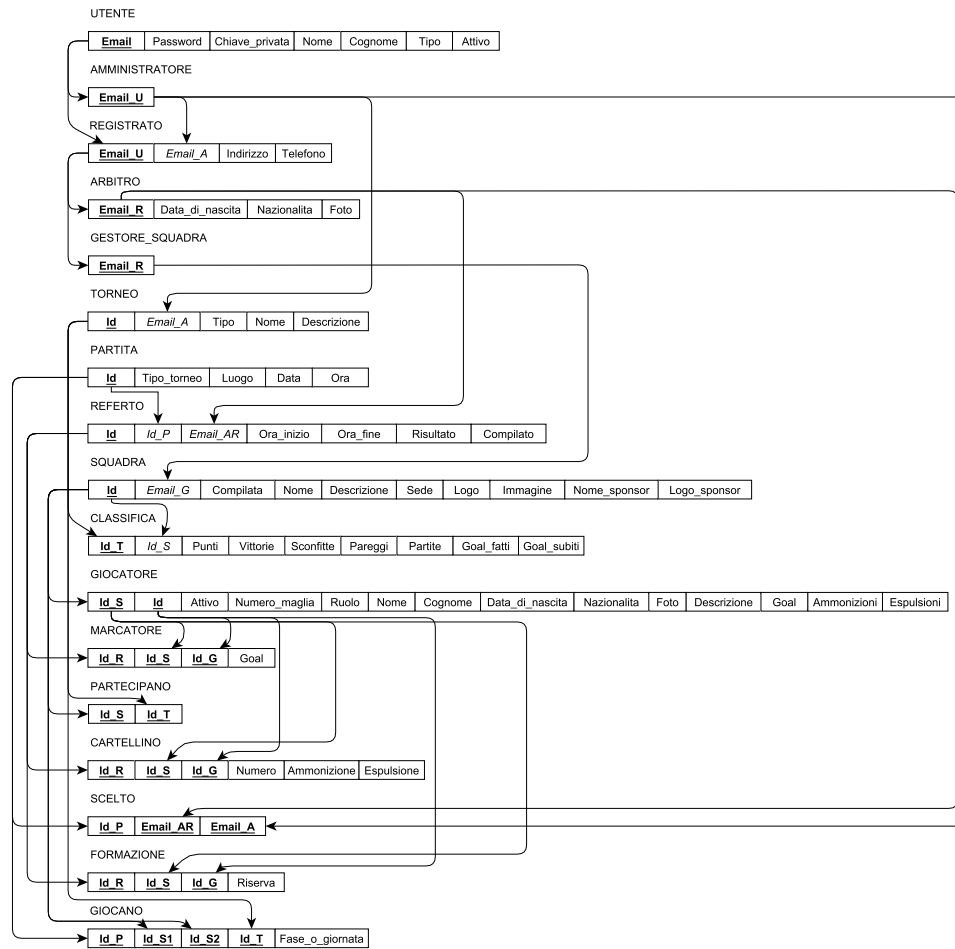 UTENTE
Email Password Chiave_privata Nome Cognome Tipo Attivo
AMMINISTRATORE
Email_U
REGISTRATO
Email_U Email_A Indirizzo Telefono
ARBITRO
Email_R Data_di_nascita Nazionalita Foto
GESTORE_SQUADRA
Email_R
TORNEO
Id Email_A Tipo Nome Descrizione
PARTITA
Id Tipo_torneo Luogo Data Ora
REFERTO
Id Id_P Email_AR Ora_inizio Ora_fine Risultato Compilato
SQUADRA
Id Email_G Compilata Nome Descrizione Sede Logo Immagine Nome_sponsor Logo_sponsor
CLASSIFICA
Id_T Id_S Punti Vittorie Sconfitte Pareggi Partite Goal_fatti Goal_subiti
GIOCATORE
Id_S Id Attivo Numero_maglia Ruolo Nome Cognome Data_di_nascita Nazionalita Foto Descrizione Goal Ammonizioni Espulsioni
MARCATORE
Id_R Id_S Id_G Goal
PARTECIPANO
Id_S Id_T
CARTELLINO
Id_R Id_S Id_G Numero Ammonizione Espulsione
SCELTO
Id_P Email_AR Email_A
FORMAZIONE
Id_R Id_S Id_G Riserva
GIOCANO
Id_P Id_S1 Id_S2 Id_T Fase_o_giornata